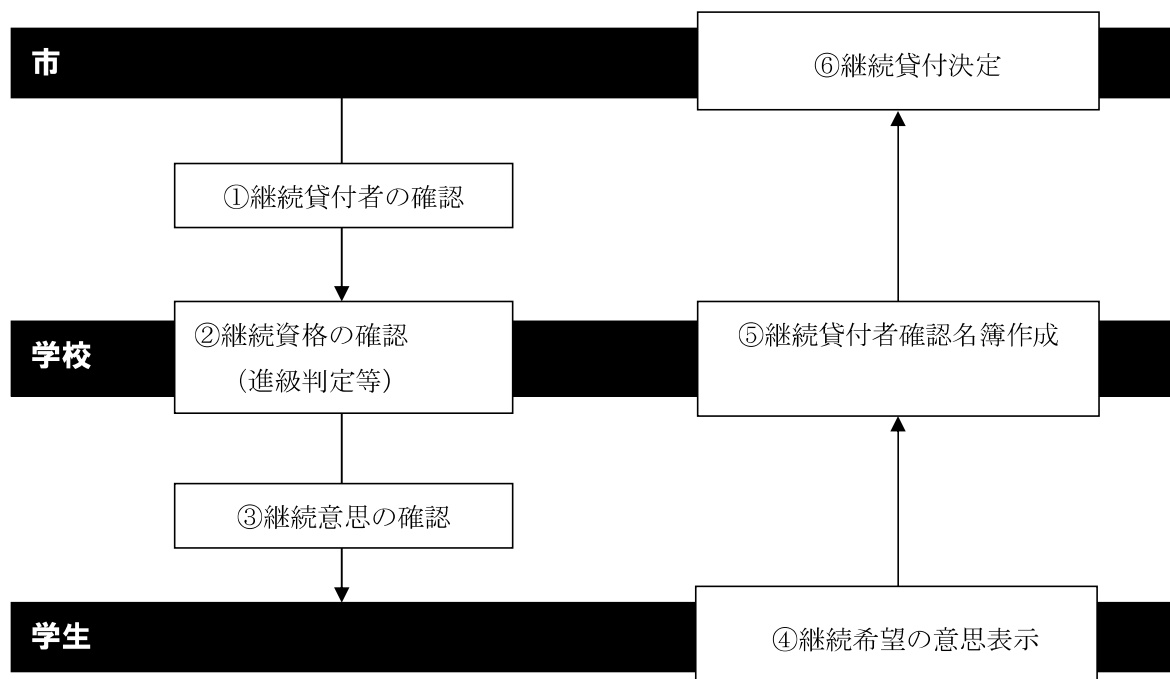 市
⑥継続貸付決定
①継続貸付者の確認
学校
②継続資格の確認
（進級判定等）
⑤継続貸付者確認名簿作成
③継続意思の確認
学生
④継続希望の意思表示